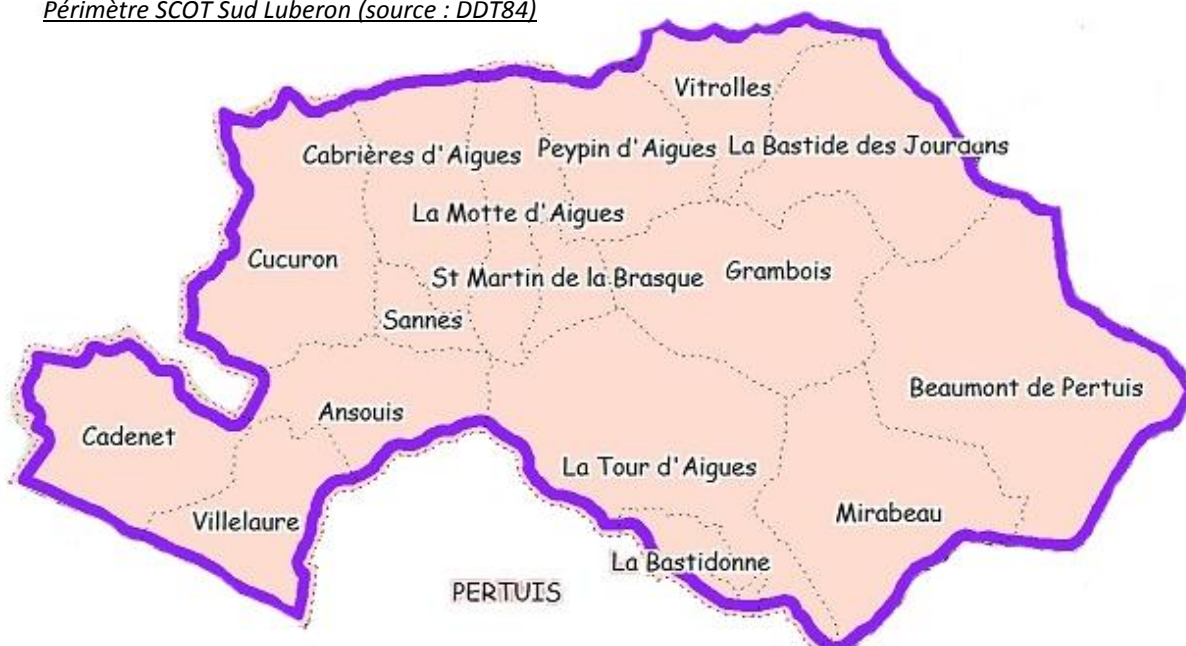 Périmètre SCOT Sud Luberon (source : DDT84)
Vitrolles
Cabrières d'Aigues
Peypin d'Aigues
La Bastide des Jourdans
La Motte d'Aigues
Cucuron
St Martin de la Brasque
Grambois
Sannes
Beaumont de Pertuis
Ansouis
Cadenet
La Tour d'Aigues
Villelaure
Mirabeau
La Bastidonne
PERTUIS